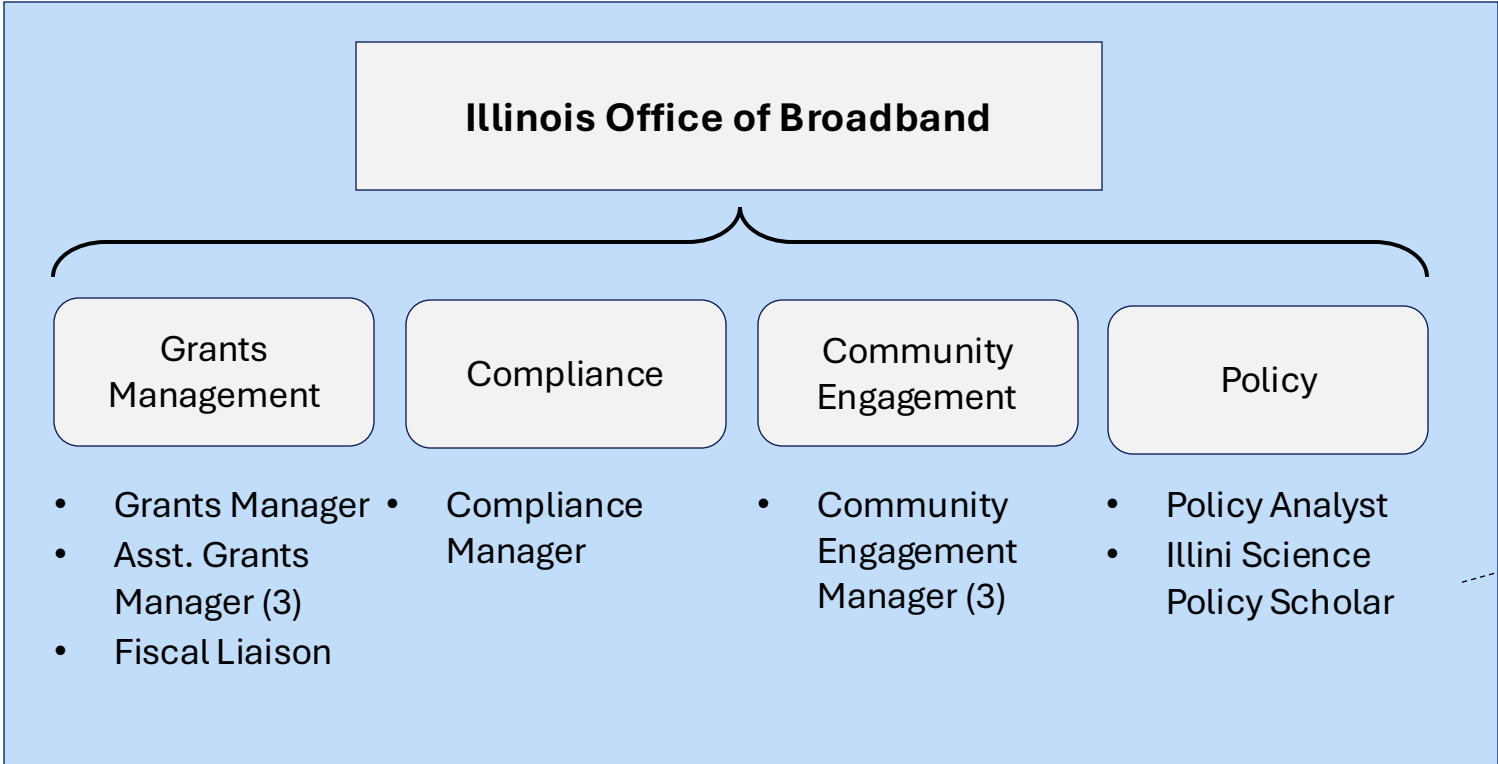 Illinois Office of Broadband
Grants
Management
Compliance
Community
Engagement
Policy
• Grants Manager
• Asst. Grants
Manager (3)
• Fiscal Liaison
• Compliance
Manager
• Community
Engagement
Manager (3)
• Policy Analyst
• Illini Science
Policy Scholar